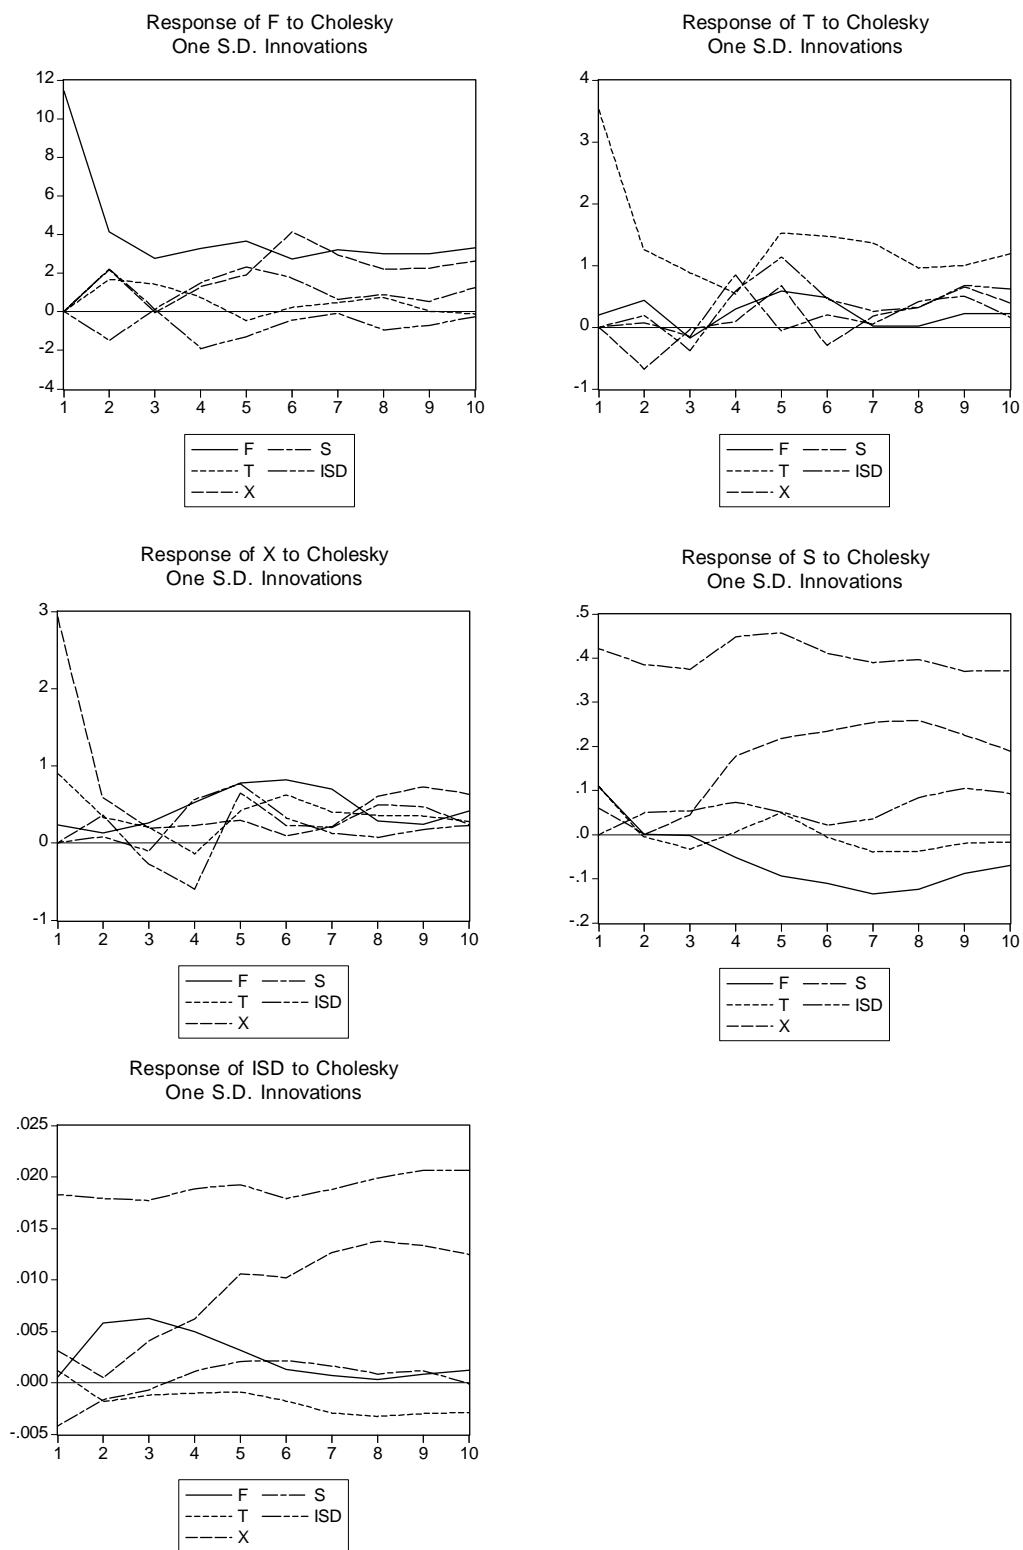 Response of F to Cholesky
One S.D. Innovations
12
10
8
6
4
2
0
-2
-4
1 2 3 4 5 6 7 8 9 10
F S
T ISD
X
Response of T to Cholesky
One S.D. Innovations
4
3
2
1
0
-1
1 2 3 4 5 6 7 8 9 10
F S
T ISD
X
Response of X to Cholesky
One S.D. Innovations
3
2
1
0
-1
1 2 3 4 5 6 7 8 9 10
F S
T ISD
X
Response of S to Cholesky
One S.D. Innovations
.5
.4
.3
.2
.1
.0
-.1
-.2
1 2 3 4 5 6 7 8 9 10
F S
T ISD
X
Response of ISD to Cholesky
One S.D. Innovations
.025
.020
.015
.010
.005
.000
-.005
1 2 3 4 5 6 7 8 9 10
F S
T ISD
X